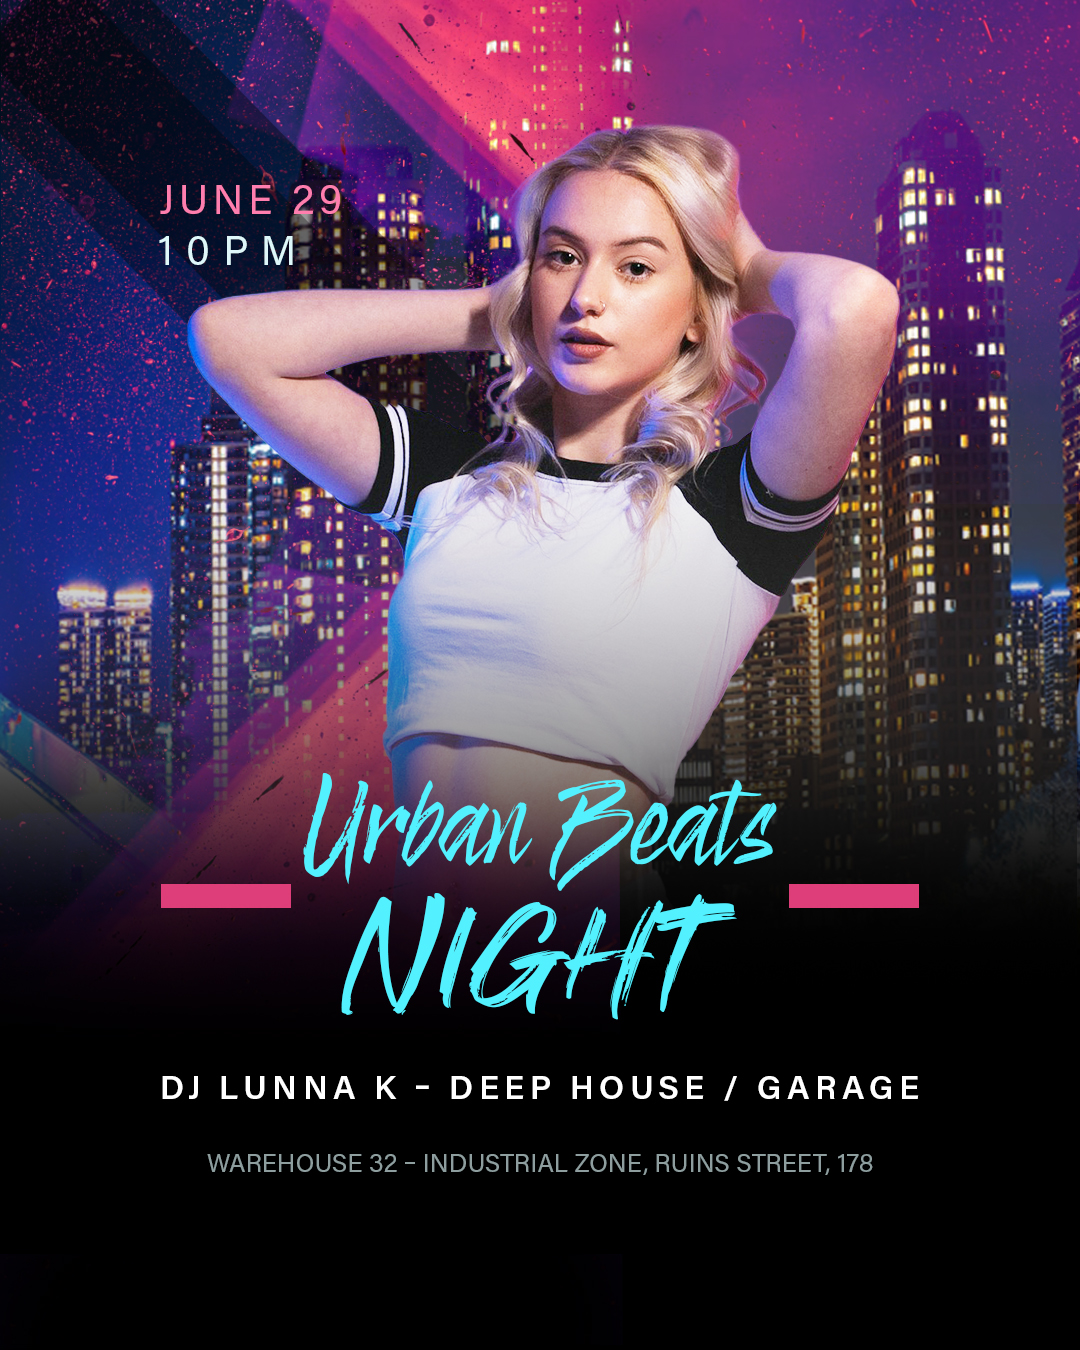 JUNE 29
10PM
Urban Beats
NIGHT
DJ LUNNA K – DEEP HOUSE / GARAGE
WAREHOUSE 32 – INDUSTRIAL ZONE, RUINS STREET, 178